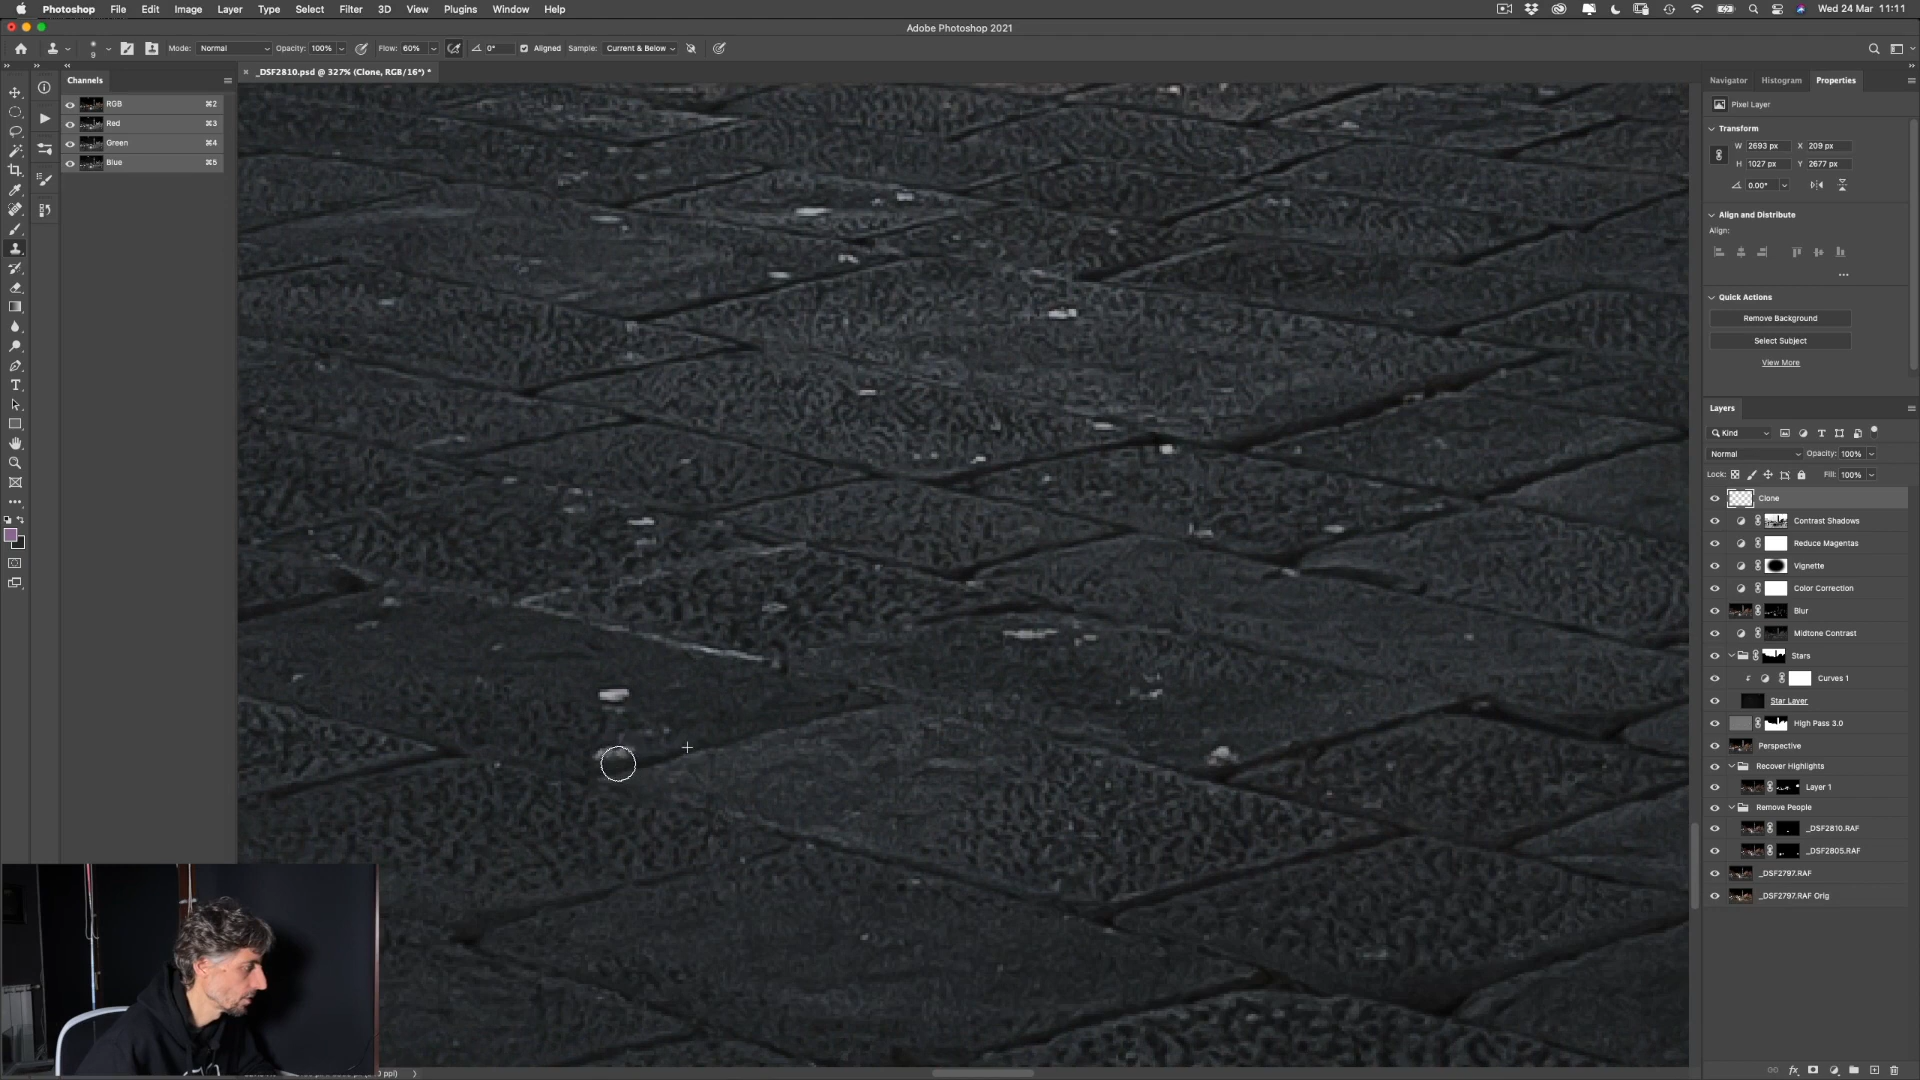 Photoshop File Edit Image Layer Type Select Filter 3D View Plugins Window Help Wed 24 Mar 11:11
Adobe Photoshop 2021
9 Mode: Normal Opacity: 100% Flow: 60% 0° Aligned Sample: Current & Below
_DSF2810.psd @ 327% (Clone, RGB/16*) *
Channels
RGB ⌘2
Red ⌘3
Green ⌘4
Blue ⌘5
Navigator Histogram Properties
Pixel Layer
Transform
W 2693 px X 209 px
H 1027 px Y 2677 px
0.00°
Align and Distribute
Align:
Quick Actions
Remove Background
Select Subject
View More
Layers
Kind
Normal Opacity: 100%
Lock: Fill: 100%
Clone
Contrast Shadows
Reduce Magentas
Vignette
Color Correction
Blur
Midtone Contrast
Stars
Curves 1
Star Layer
High Pass 3.0
Perspective
Recover Highlights
Layer 1
Remove People
_DSF2810.RAF
_DSF2805.RAF
_DSF2797.RAF
_DSF2797.RAF Orig
ppi)